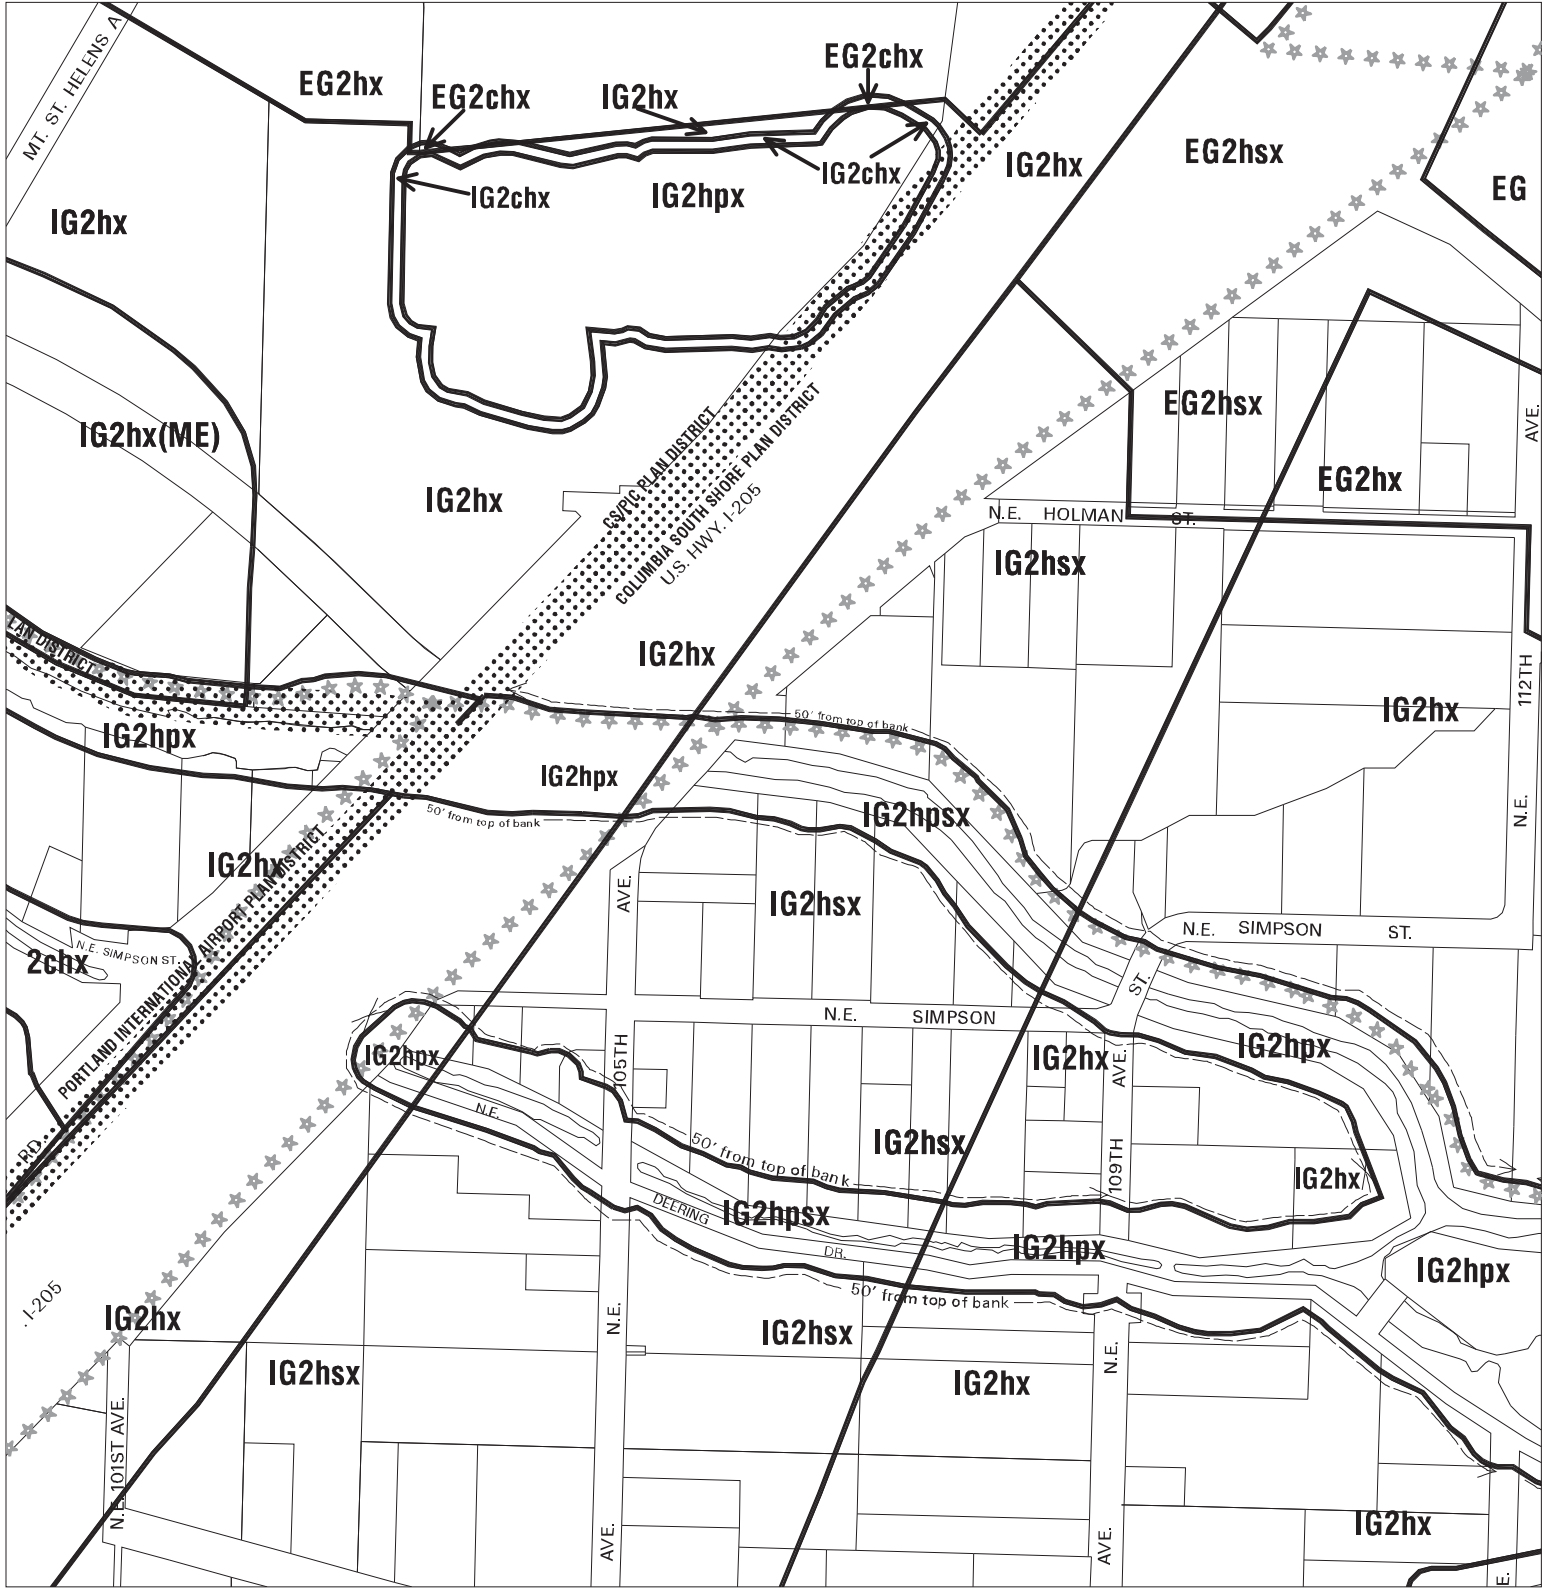 MT. ST. HELENS A
EG2hx
EG2chx
IG2hx
EG2chx
IG2chx
IG2hpx
IG2chx
IG2hx
EG2hsx
EG
IG2hx
IG2hx(ME)
IG2hx
CS/PIC PLAN DISTRICT
COLUMBIA SOUTH SHORE PLAN DISTRICT
U.S. HWY. I-205
EG2hsx
AVE.
EG2hx
N.E. HOLMAN ST.
IG2hsx
LAN DISTRICT
IG2hx
112TH
N.E.
IG2hx
IG2hpx
50' from top of bank
IG2hpx
50' from top of bank
IG2hpsx
IG2hx
PORTLAND INTERNATIONAL AIRPORT PLAN DISTRICT
AVE.
IG2hsx
N.E. SIMPSON ST.
2chx
N.E. SIMPSON ST.
ST.
N.E. SIMPSON
IG2hpx
IG2hpx
IG2hx
AVE.
105TH
N.E.
IG2hsx
50' from top of bank
RD
109TH
IG2hx
DEERING
IG2hpsx
DR.
IG2hpx
IG2hpx
50' from top of bank
I-205
IG2hx
N.E.
IG2hsx
N.E.
IG2hsx
IG2hx
N.E. 101ST AVE.
AVE.
AVE.
IG2hx
E.